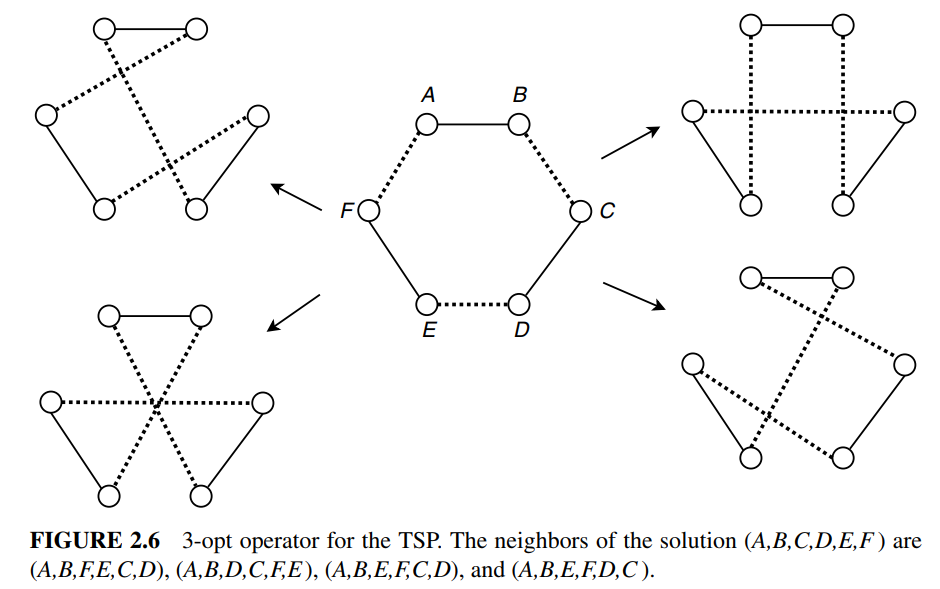 A B
F C
E D
FIGURE 2.6 3-opt operator for the TSP. The neighbors of the solution (A,B,C,D,E,F) are
(A,B,F,E,C,D), (A,B,D,C,F,E), (A,B,E,F,C,D), and (A,B,E,F,D,C).